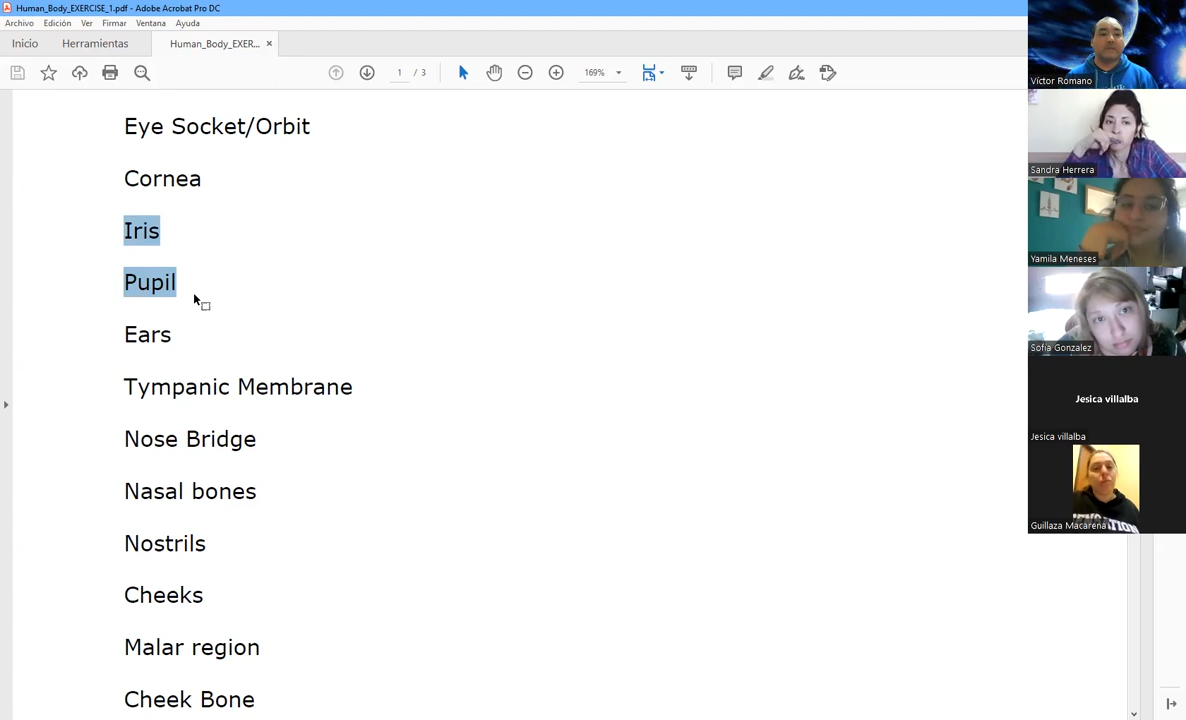 Human_Body_EXERCISE_1.pdf - Adobe Acrobat Pro DC
Archivo Edición Ver Firmar Ventana Ayuda
Inicio Herramientas Human_Body_EXER... ×
1 / 3 169%
Eye Socket/Orbit
Cornea
Iris
Pupil
Ears
Tympanic Membrane
Nose Bridge
Nasal bones
Nostrils
Cheeks
Malar region
Cheek Bone
Víctor Romano
Sandra Herrera
Yamila Meneses
Sofía Gonzalez
Jesica villalba
Jesica villalba
Guillaza Macarena